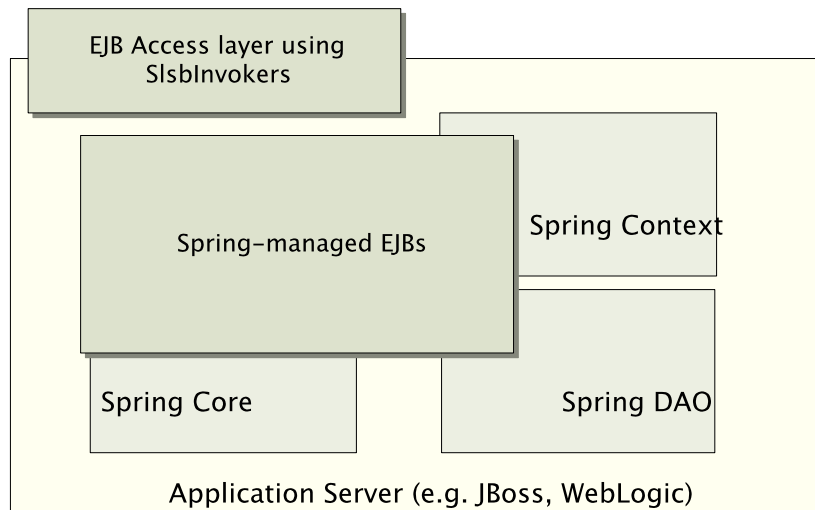 EJB Access layer using
SlsbInvokers
Spring Context
Spring-managed EJBs
Spring Core
Spring DAO
Application Server (e.g. JBoss, WebLogic)